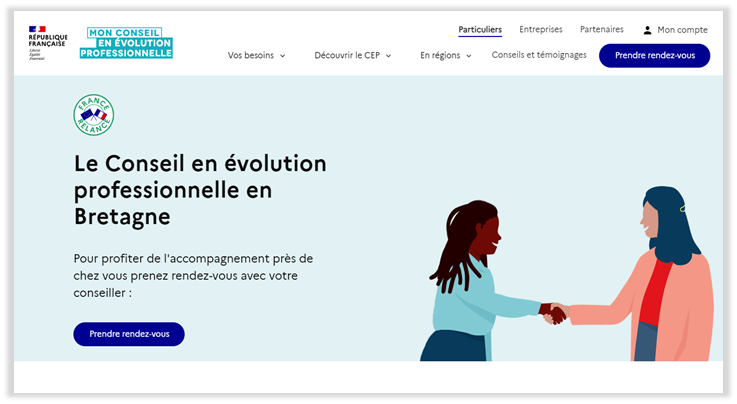 RÉPUBLIQUE
FRANÇAISE
Liberté
Égalité
Fraternité
MON CONSEIL
EN ÉVOLUTION
PROFESSIONNELLE
Particuliers Entreprises Partenaires Mon compte
Vos besoins Découvrir le CEP En régions Conseils et témoignages Prendre rendez-vous
FRANCE
RELANCE
Le Conseil en évolution
professionnelle en
Bretagne
Pour profiter de l'accompagnement près de
chez vous prenez rendez-vous avec votre
conseiller :
Prendre rendez-vous